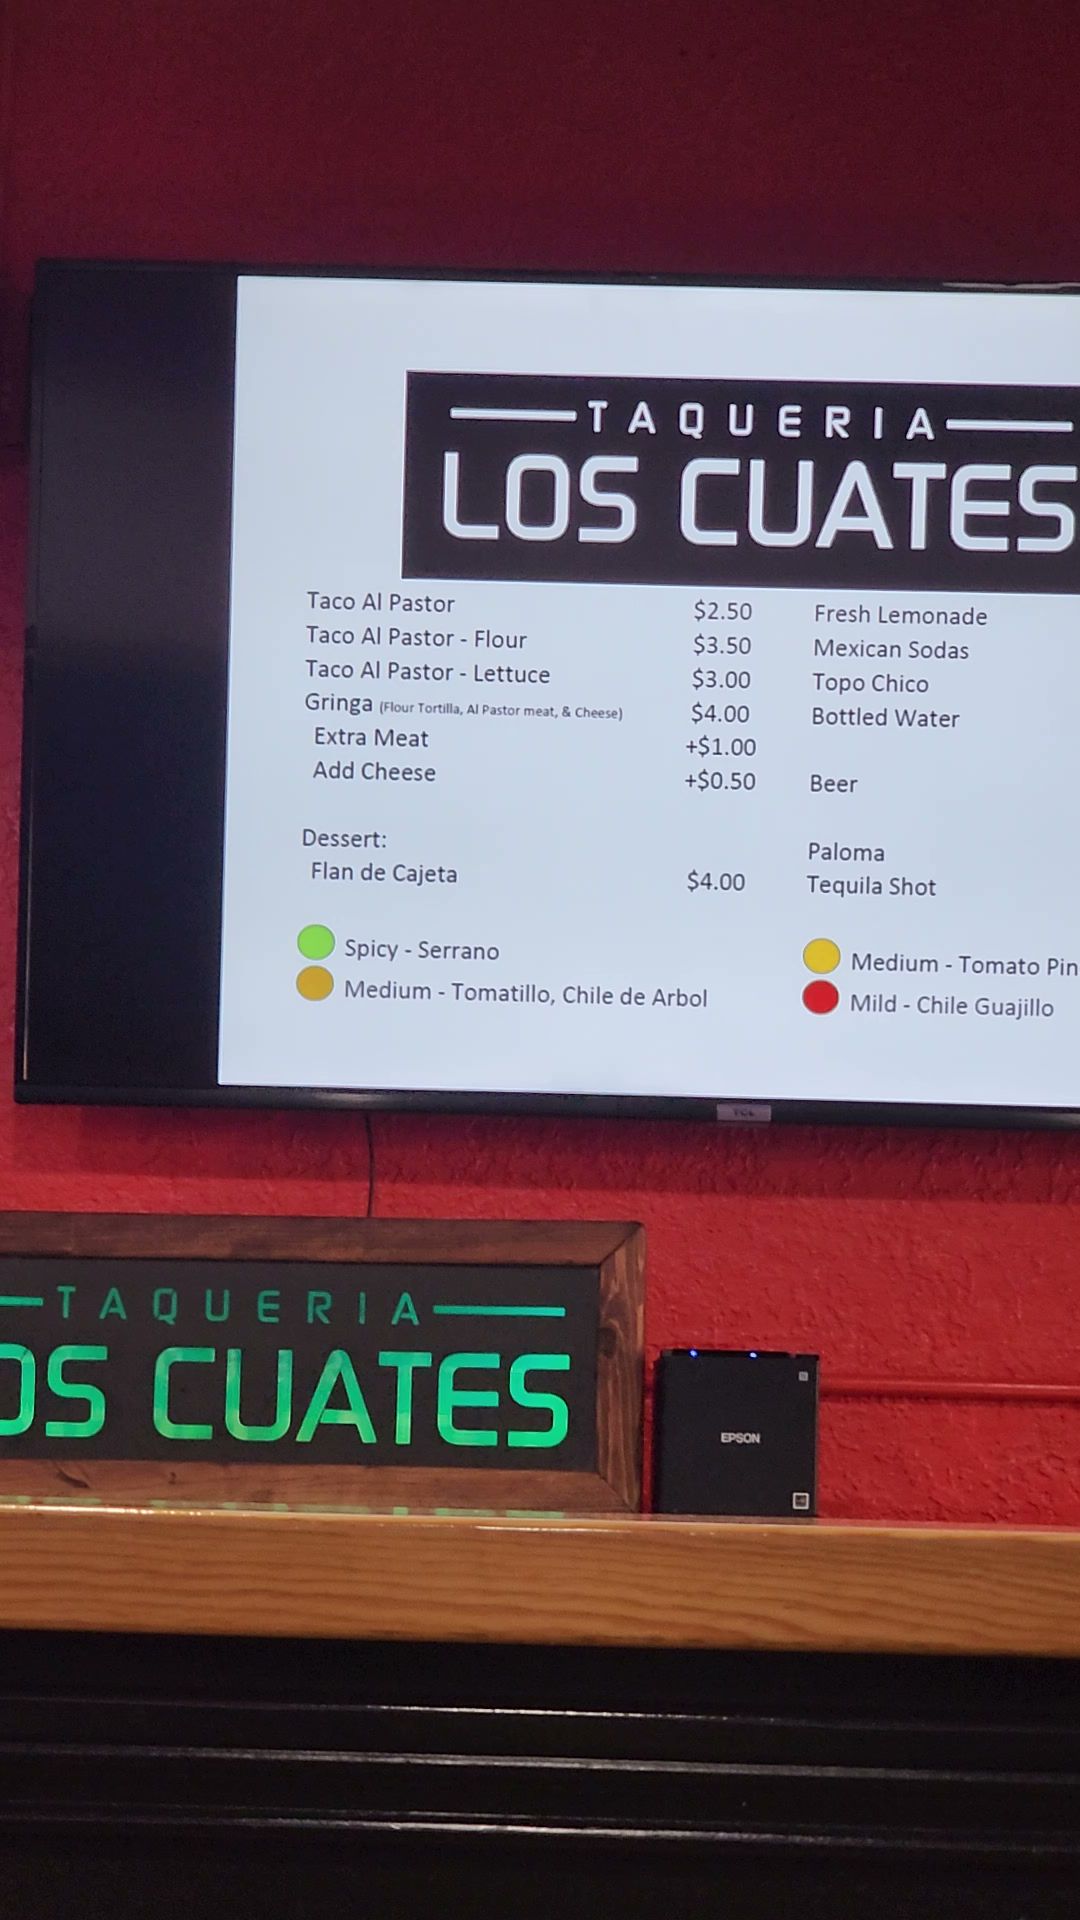 TAQUERIA
LOS CUATES
Taco Al Pastor $2.50
Taco Al Pastor - Flour $3.50
Taco Al Pastor - Lettuce $3.00
Gringa (Flour Tortilla, Al Pastor meat, & Cheese) $4.00
Extra Meat +$1.00
Add Cheese +$0.50
Dessert:
Flan de Cajeta $4.00
Fresh Lemonade
Mexican Sodas
Topo Chico
Bottled Water
Beer
Paloma
Tequila Shot
Spicy - Serrano
Medium - Tomatillo, Chile de Arbol
Medium - Tomato Pin
Mild - Chile Guajillo
TCL
TAQUERIA
OS CUATES
EPSON